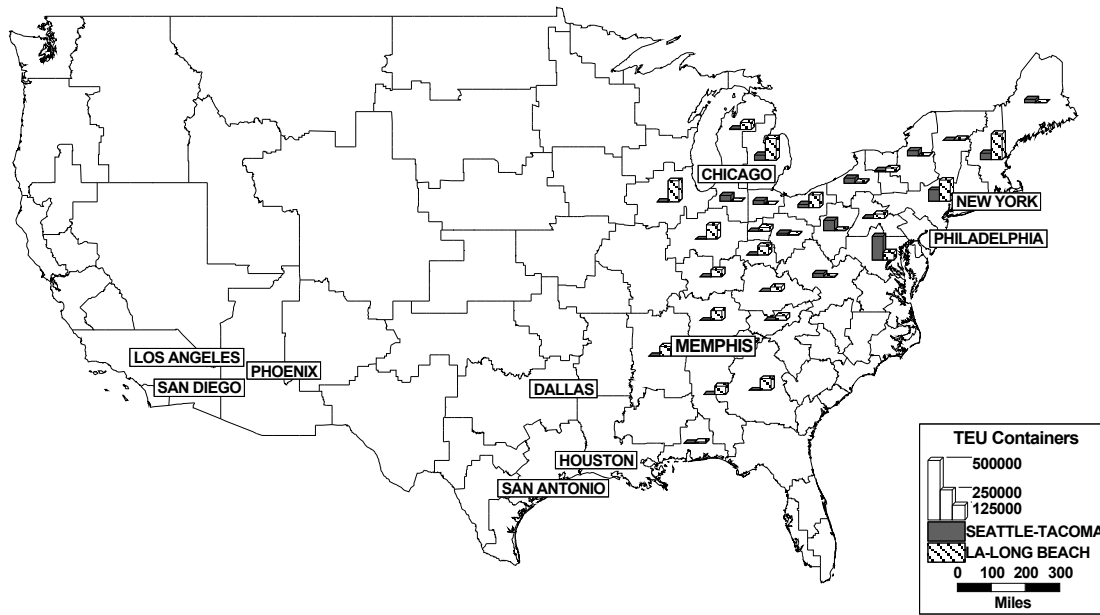 CHICAGO
NEW YORK
PHILADELPHIA
MEMPHIS
LOS ANGELES
PHOENIX
SAN DIEGO
DALLAS
HOUSTON
SAN ANTONIO
TEU Containers
500000
250000
125000
SEATTLE-TACOMA
LA-LONG BEACH
0 100 200 300
Miles